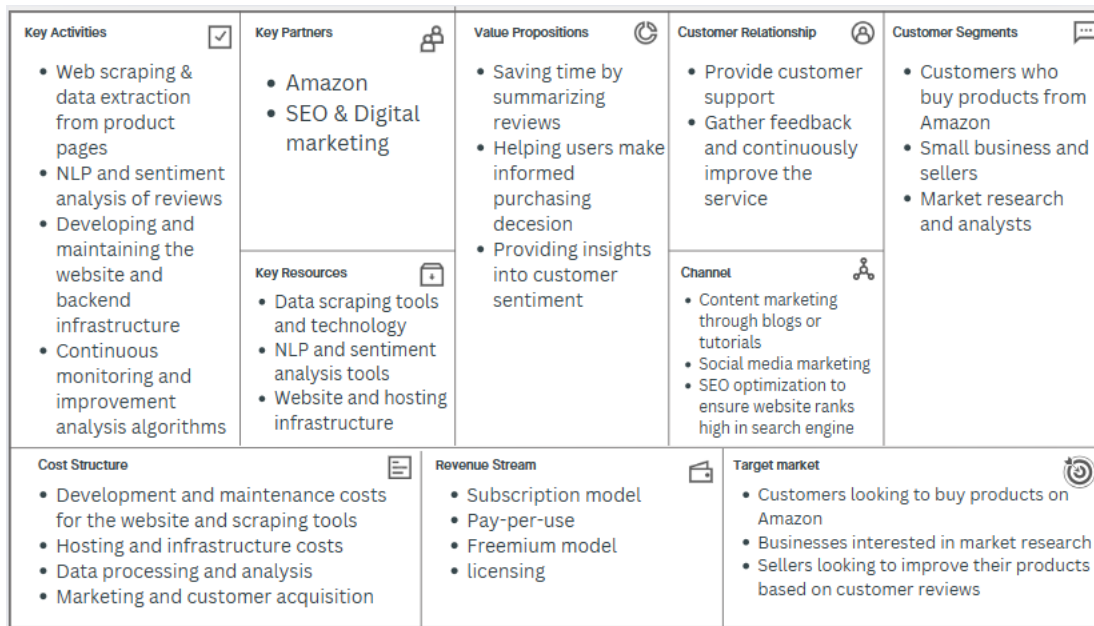 Key Activities
• Web scraping &
data extraction
from product
pages
• NLP and sentiment
analysis of reviews
• Developing and
maintaining the
website and
backend
infrastructure
• Continuous
monitoring and
improvement
analysis algorithms
Key Partners
• Amazon
• SEO & Digital
marketing
Key Resources
• Data scraping tools
and technology
• NLP and sentiment
analysis tools
• Website and hosting
infrastructure
Value Propositions
• Saving time by
summarizing
reviews
• Helping users make
informed
purchasing
decesion
• Providing insights
into customer
sentiment
Customer Relationship
• Provide customer
support
• Gather feedback
and continuously
improve the
service
Channel
• Content marketing
through blogs or
tutorials
• Social media marketing
• SEO optimization to
ensure website ranks
high in search engine
Customer Segments
• Customers who
buy products from
Amazon
• Small business and
sellers
• Market research
and analysts
Cost Structure
• Development and maintenance costs
for the website and scraping tools
• Hosting and infrastructure costs
• Data processing and analysis
• Marketing and customer acquisition
Revenue Stream
• Subscription model
• Pay-per-use
• Freemium model
• licensing
Target market
• Customers looking to buy products on
Amazon
• Businesses interested in market research
• Sellers looking to improve their products
based on customer reviews